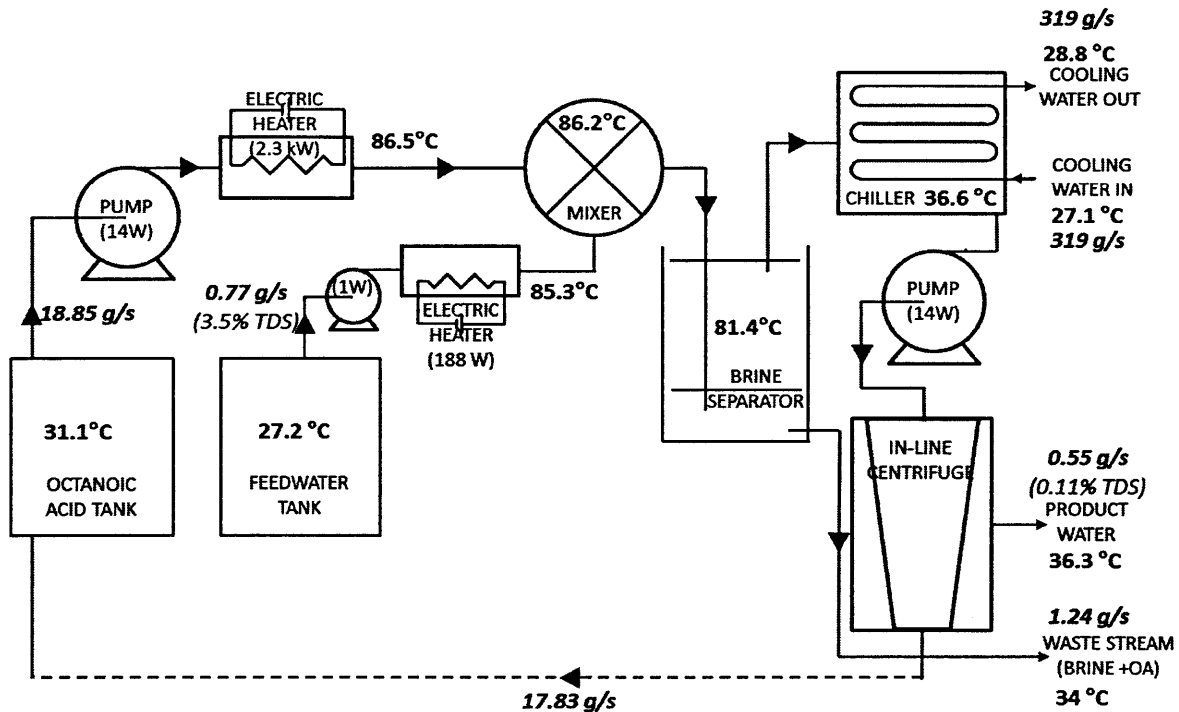 319 g/s
28.8 °C
COOLING
WATER OUT
ELECTRIC
HEATER
(2.3 kW)
86.5°C
86.2°C
MIXER
CHILLER 36.6 °C
COOLING
WATER IN
27.1 °C
319 g/s
PUMP
(14W)
18.85 g/s
0.77 g/s
(3.5% TDS)
(1W)
85.3°C
ELECTRIC
HEATER
(188 W)
PUMP
(14W)
81.4°C
BRINE
SEPARATOR
31.1°C
OCTANOIC
ACID TANK
27.2 °C
FEEDWATER
TANK
IN-LINE
CENTRIFUGE
0.55 g/s
(0.11% TDS)
PRODUCT
WATER
36.3 °C
1.24 g/s
WASTE STREAM
(BRINE +OA)
34 °C
17.83 g/s